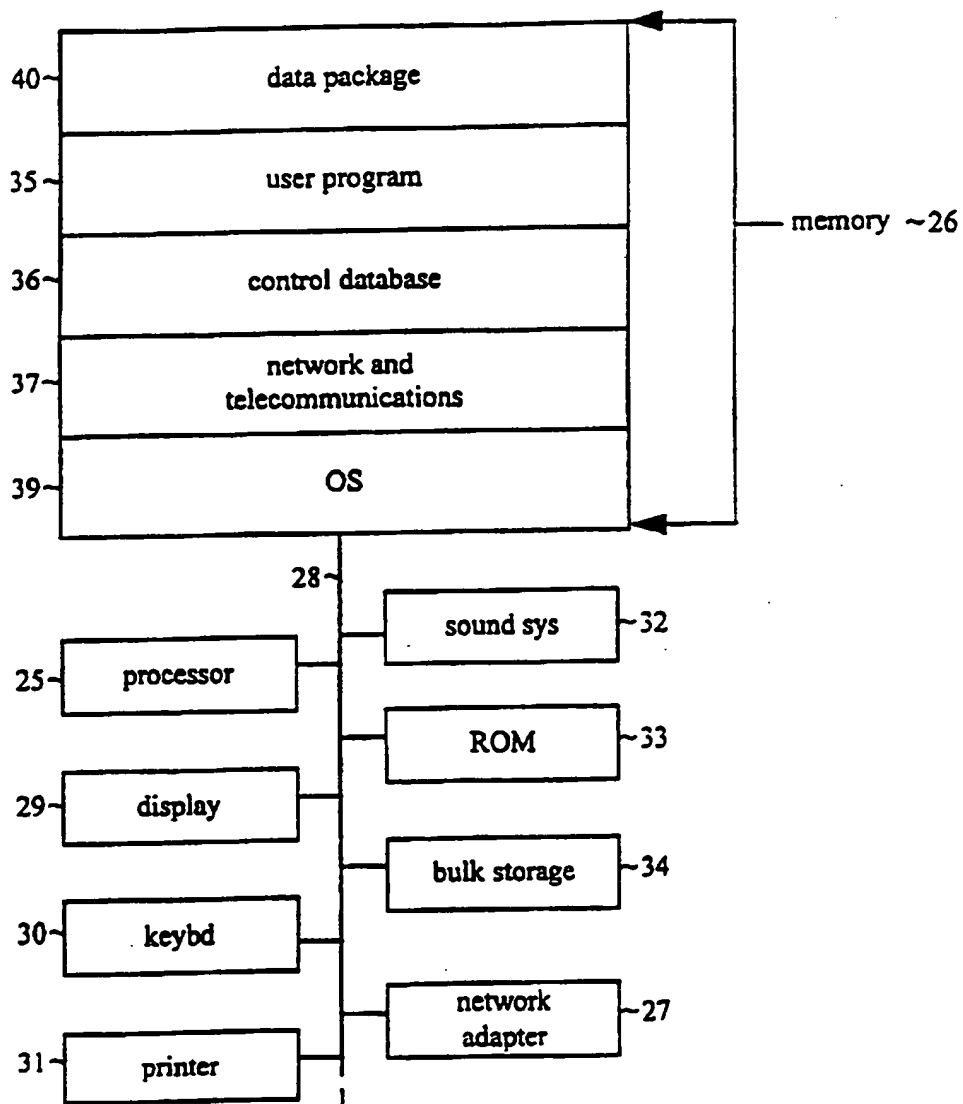 40~ data package
35~ user program
memory ~26
36~ control database
37~ network and
telecommunications
39~ OS
28~
sound sys ~32
25~ processor
ROM ~33
29~ display
bulk storage ~34
30~ keybd
network
adapter ~27
31~ printer